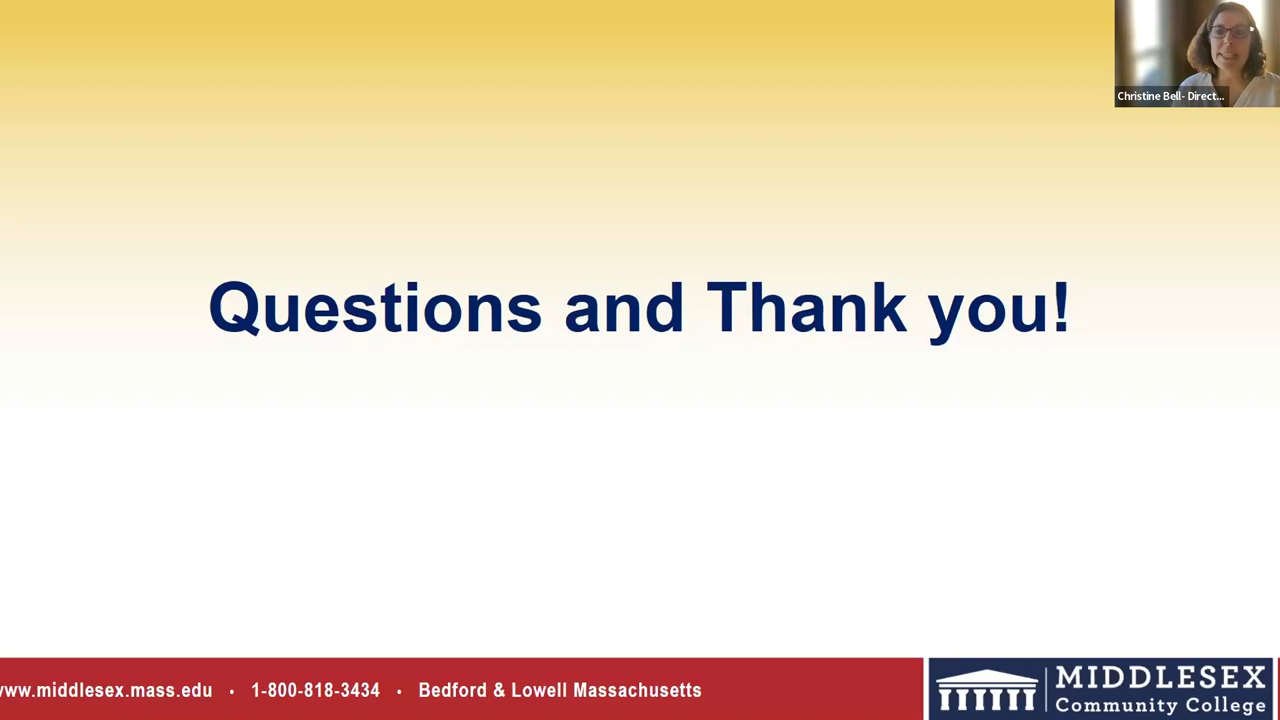 Christine Bell- Direct...
Questions and Thank you!
www.middlesex.mass.edu • 1-800-818-3434 • Bedford & Lowell Massachusetts
MIDDLESEX
Community College